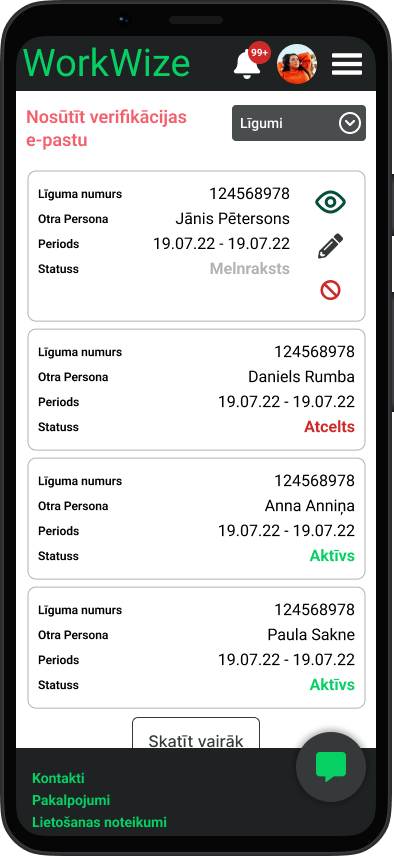 WorkWize
99+
Nosūtīt verifikācijas
e-pastu
Līgumi
Līguma numurs 124568978
Otra Persona Jānis Pētersons
Periods 19.07.22 - 19.07.22
Statuss Melnraksts
Līguma numurs 124568978
Otra Persona Daniels Rumba
Periods 19.07.22 - 19.07.22
Statuss Atcelts
Līguma numurs 124568978
Otra Persona Anna Anniņa
Periods 19.07.22 - 19.07.22
Statuss Aktīvs
Līguma numurs 124568978
Otra Persona Paula Sakne
Periods 19.07.22 - 19.07.22
Statuss Aktīvs
Skatīt vairāk
Kontakti
Pakalpojumi
Lietošanas noteikumi